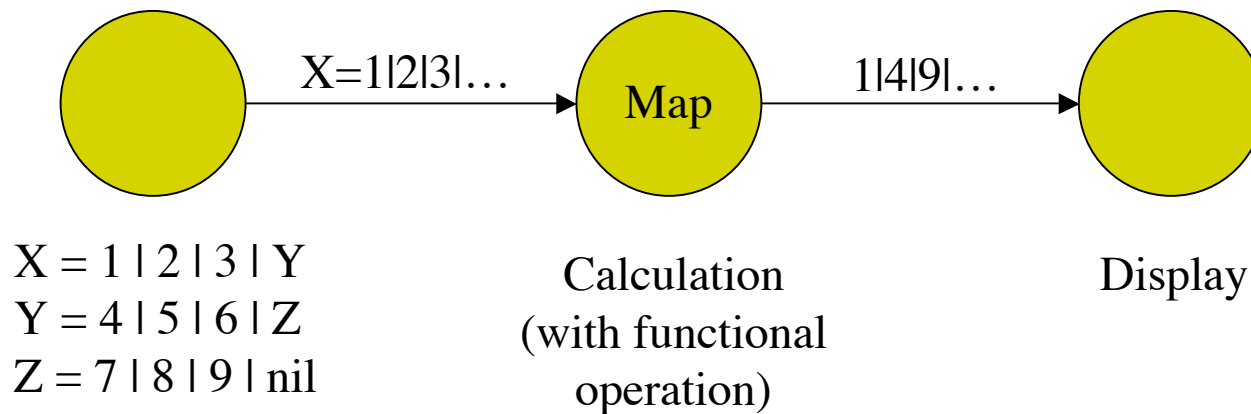 X=1|2|3|…
Map
1|4|9|…
X = 1 | 2 | 3 | Y
Y = 4 | 5 | 6 | Z
Z = 7 | 8 | 9 | nil
Calculation
(with functional
operation)
Display